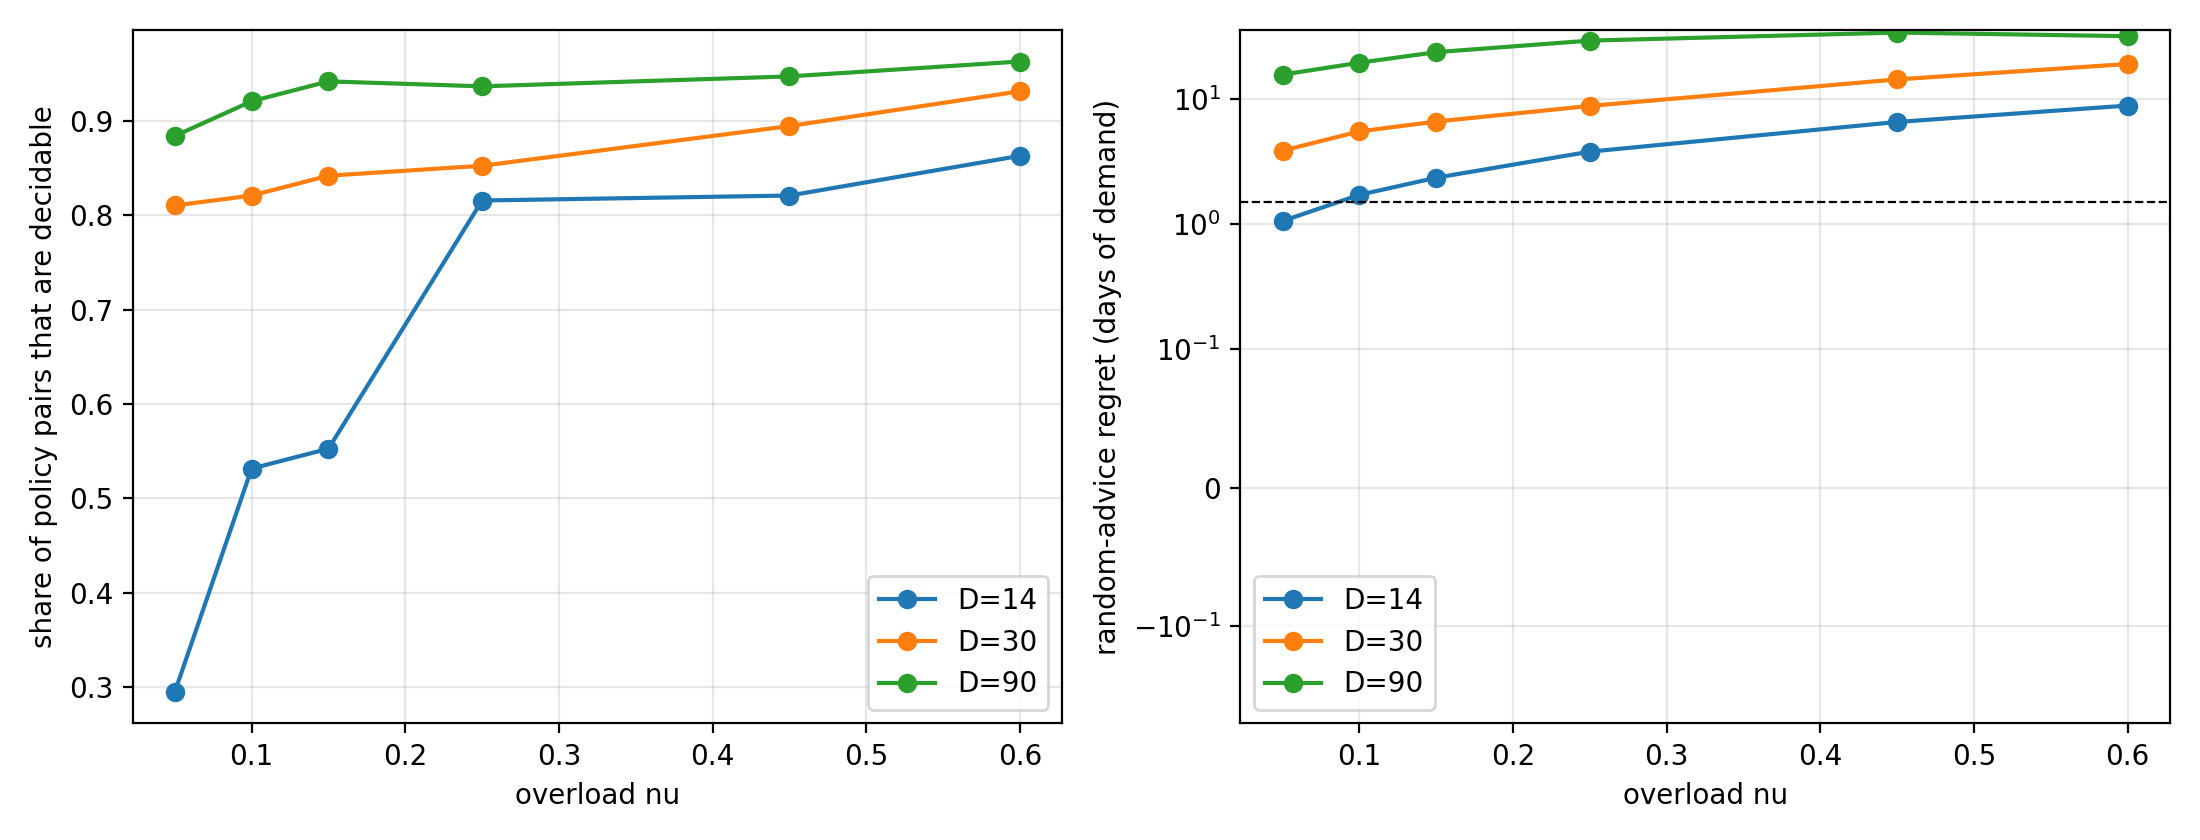 share of policy pairs that are decidable
0.9
0.8
0.7
0.6
0.5
0.4
0.3
D=14
D=30
D=90
0.1 0.2 0.3 0.4 0.5 0.6
overload nu
random-advice regret (days of demand)
10¹
10⁰
10⁻¹
0
−10⁻¹
D=14
D=30
D=90
0.1 0.2 0.3 0.4 0.5 0.6
overload nu